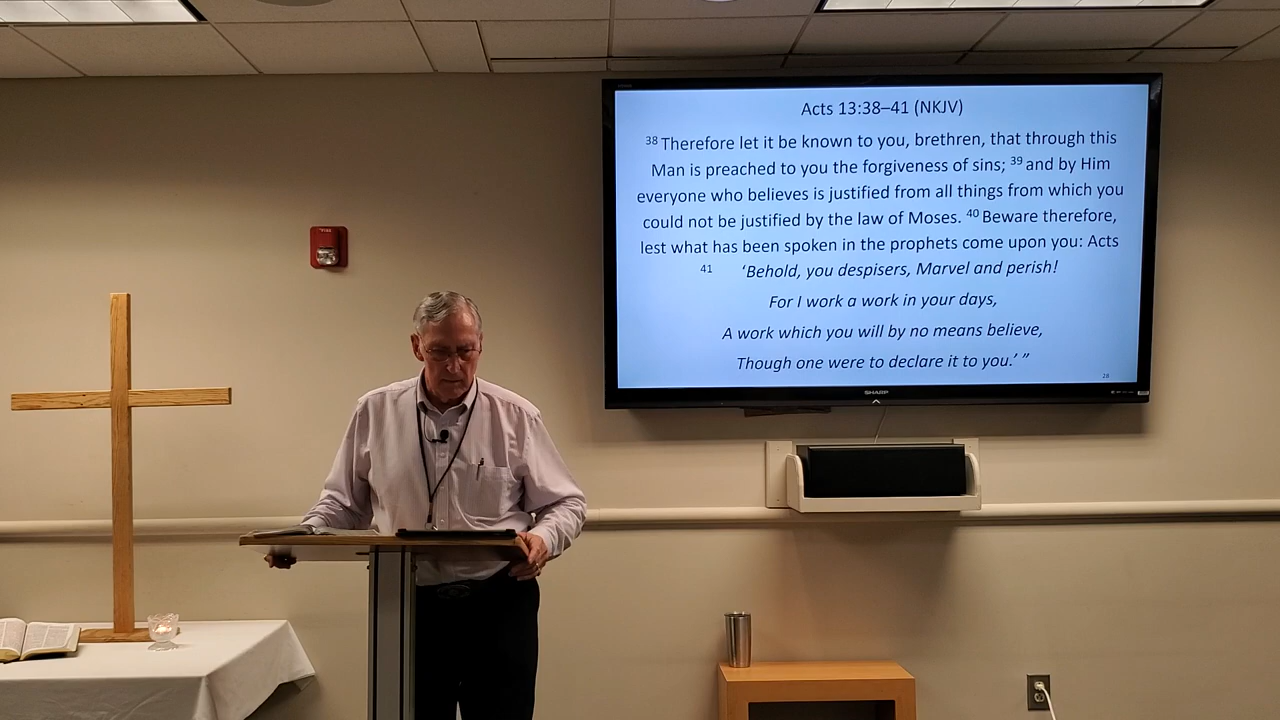 Acts 13:38–41 (NKJV)
38 Therefore let it be known to you, brethren, that through this
Man is preached to you the forgiveness of sins; 39 and by Him
everyone who believes is justified from all things from which you
could not be justified by the law of Moses. 40 Beware therefore,
lest what has been spoken in the prophets come upon you: Acts
41 ‘Behold, you despisers, Marvel and perish!
For I work a work in your days,
A work which you will by no means believe,
Though one were to declare it to you.’ ”
28
SHARP
FIRE